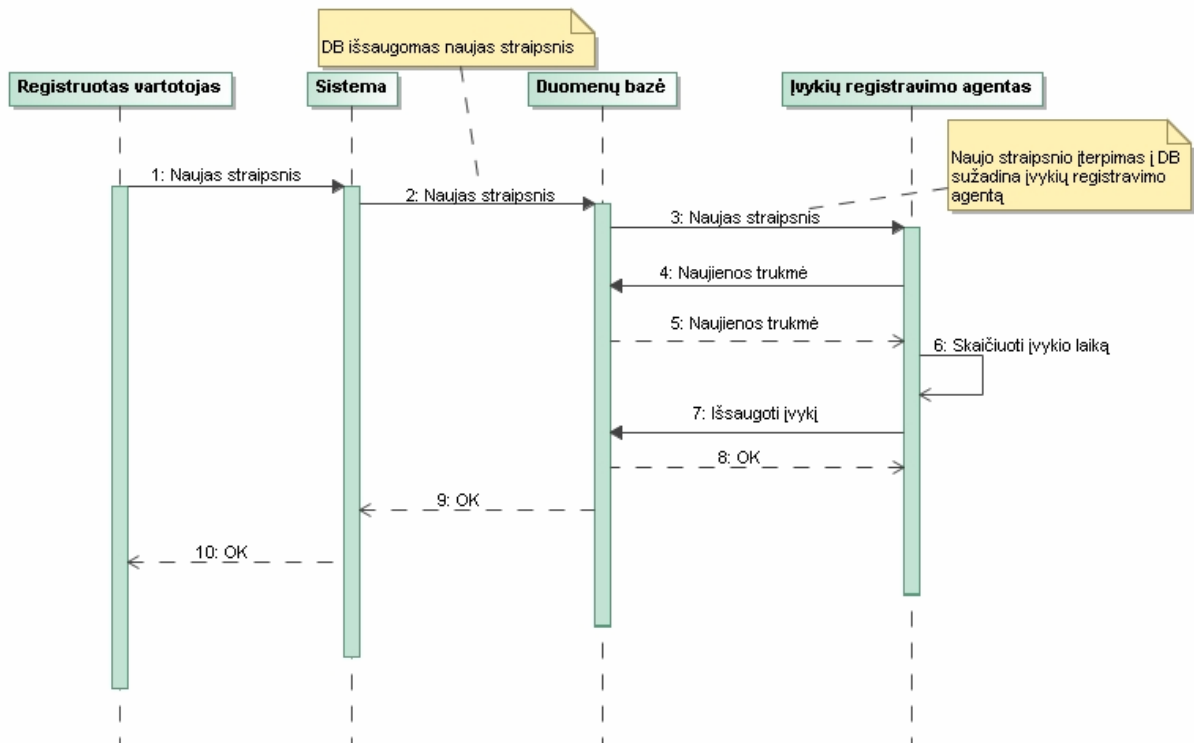 DB išsaugomas naujas straipsnis
Registruotas vartotojas
Sistema
Duomenų bazė
Įvykių registravimo agentas
Naujo straipsnio įterpimas į DB
sužadina įvykių registravimo
agentą
1: Naujas straipsnis
2: Naujas straipsnis
3: Naujas straipsnis
4: Naujienos trukmė
5: Naujienos trukmė
6: Skaičiuoti įvykio laiką
7: Išsaugoti įvykį
8: OK
9: OK
10: OK